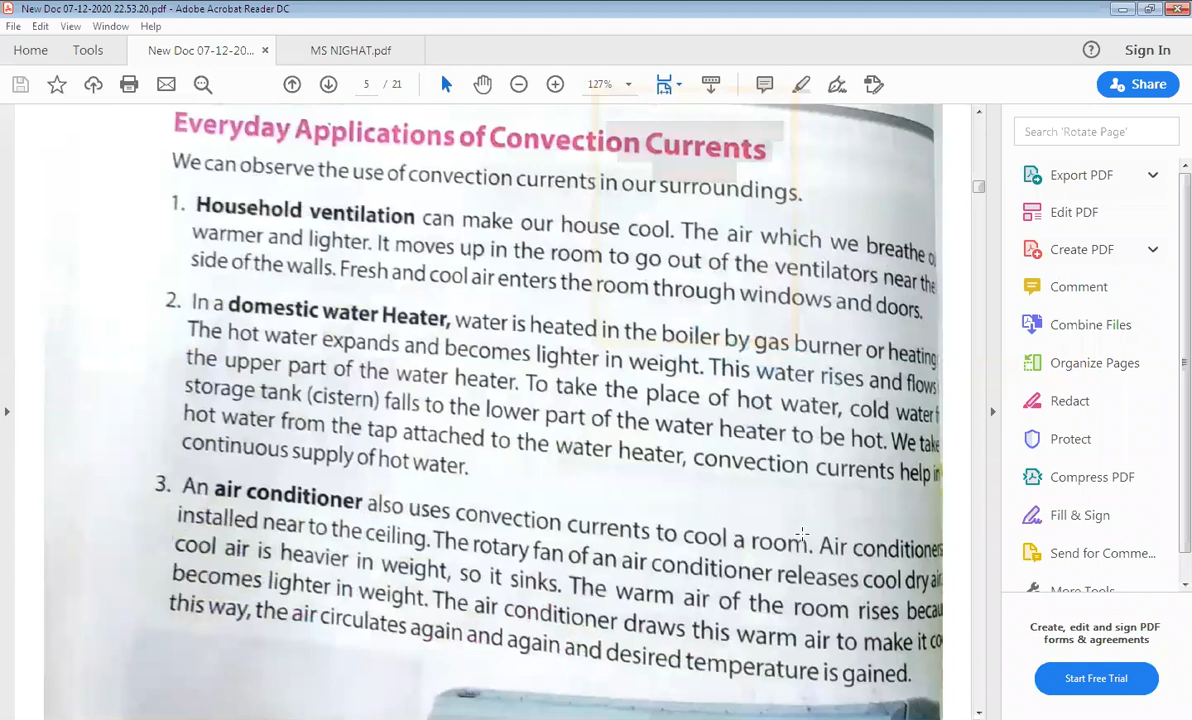 New Doc 07-12-2020 22.53.20.pdf - Adobe Acrobat Reader DC
File Edit View Window Help
Home Tools New Doc 07-12-20... × MS NIGHAT.pdf Sign In
5 / 21 127% Share
Everyday Applications of Convection Currents
We can observe the use of convection currents in our surroundings.
1. Household ventilation can make our house cool. The air which we breathe
warmer and lighter. It moves up in the room to go out of the ventilators near the
side of the walls. Fresh and cool air enters the room through windows and doors.
2. In a domestic water Heater, water is heated in the boiler by gas burner or heating
The hot water expands and becomes lighter in weight. This water rises and flows
the upper part of the water heater. To take the place of hot water, cold water
storage tank (cistern) falls to the lower part of the water heater to be hot. We take
hot water from the tap attached to the water heater, convection currents help in
continuous supply of hot water.
3. An air conditioner also uses convection currents to cool a room. Air conditioners
installed near to the ceiling. The rotary fan of an air conditioner releases cool dry air
cool air is heavier in weight, so it sinks. The warm air of the room rises
becomes lighter in weight. The air conditioner draws this warm air to make it
this way, the air circulates again and again and desired temperature is gained.
Search 'Rotate Page'
Export PDF
Edit PDF
Create PDF
Comment
Combine Files
Organize Pages
Redact
Protect
Compress PDF
Fill & Sign
Send for Comme...
More Tools
Create, edit and sign PDF
forms & agreements
Start Free Trial